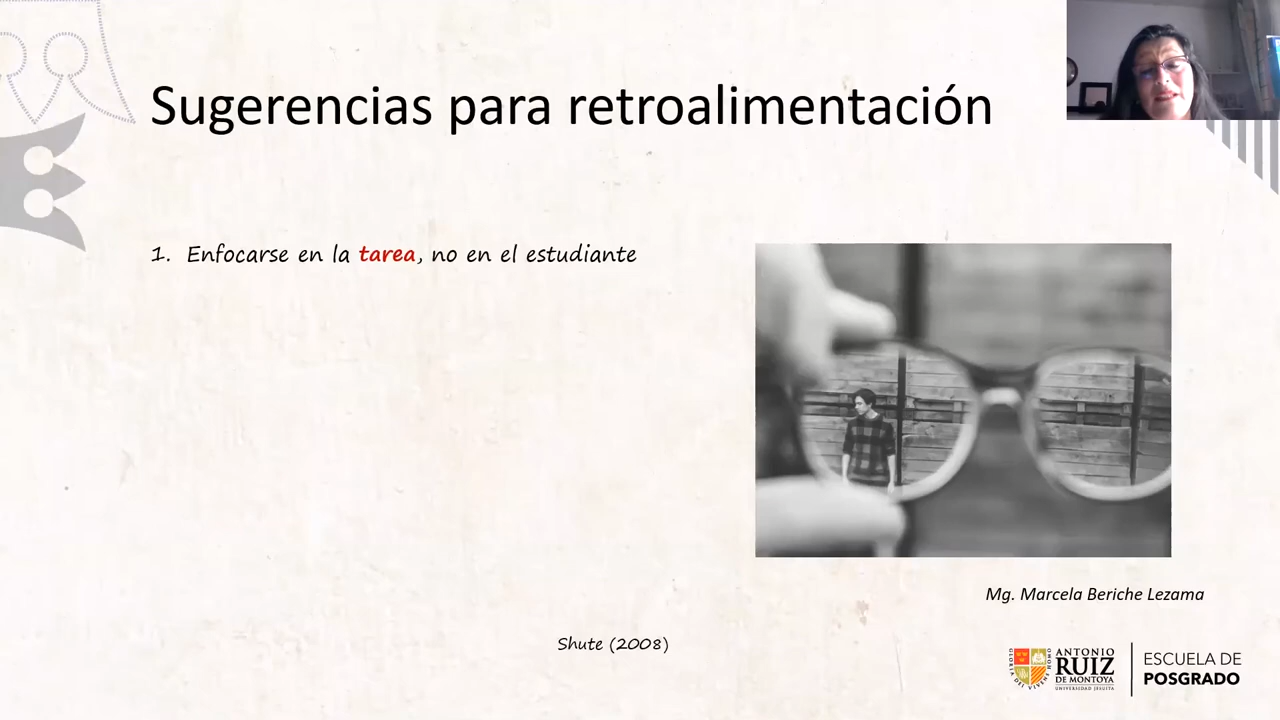 Sugerencias para retroalimentación
1. Enfocarse en la tarea, no en el estudiante
Mg. Marcela Beriche Lezama
Shute (2008)
ANTONIO
RUIZ
DE MONTOYA
UNIVERSIDAD JESUITA
ESCUELA DE
POSGRADO